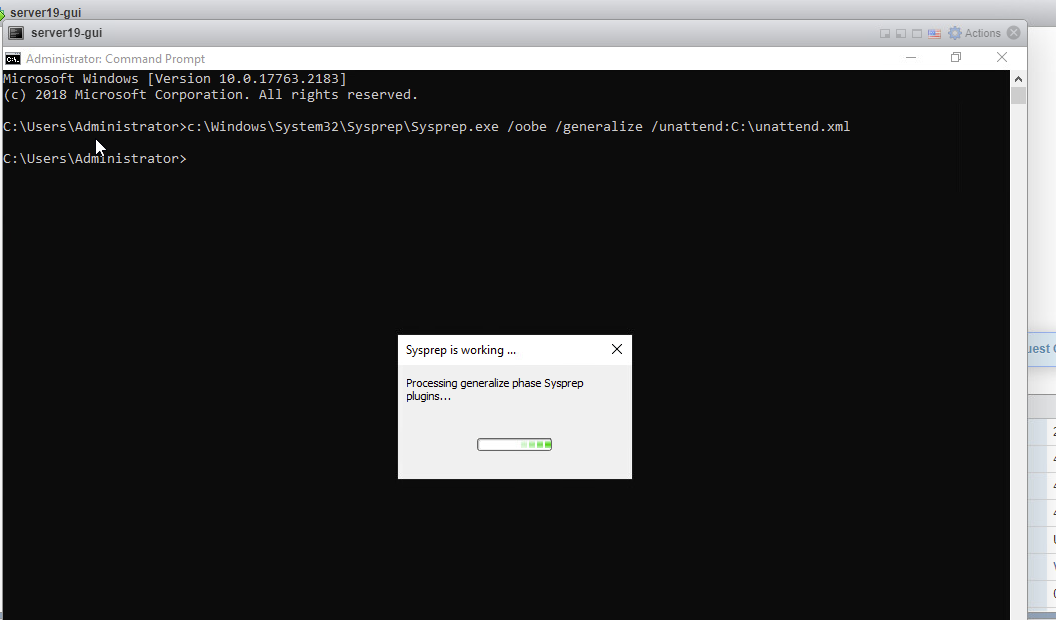 server19-gui
server19-gui
Actions
Administrator: Command Prompt
Microsoft Windows [Version 10.0.17763.2183]
(c) 2018 Microsoft Corporation. All rights reserved.
C:\Users\Administrator>c:\Windows\System32\Sysprep\Sysprep.exe /oobe /generalize /unattend:C:\unattend.xml
C:\Users\Administrator>
Sysprep is working ...
Processing generalize phase Sysprep
plugins...